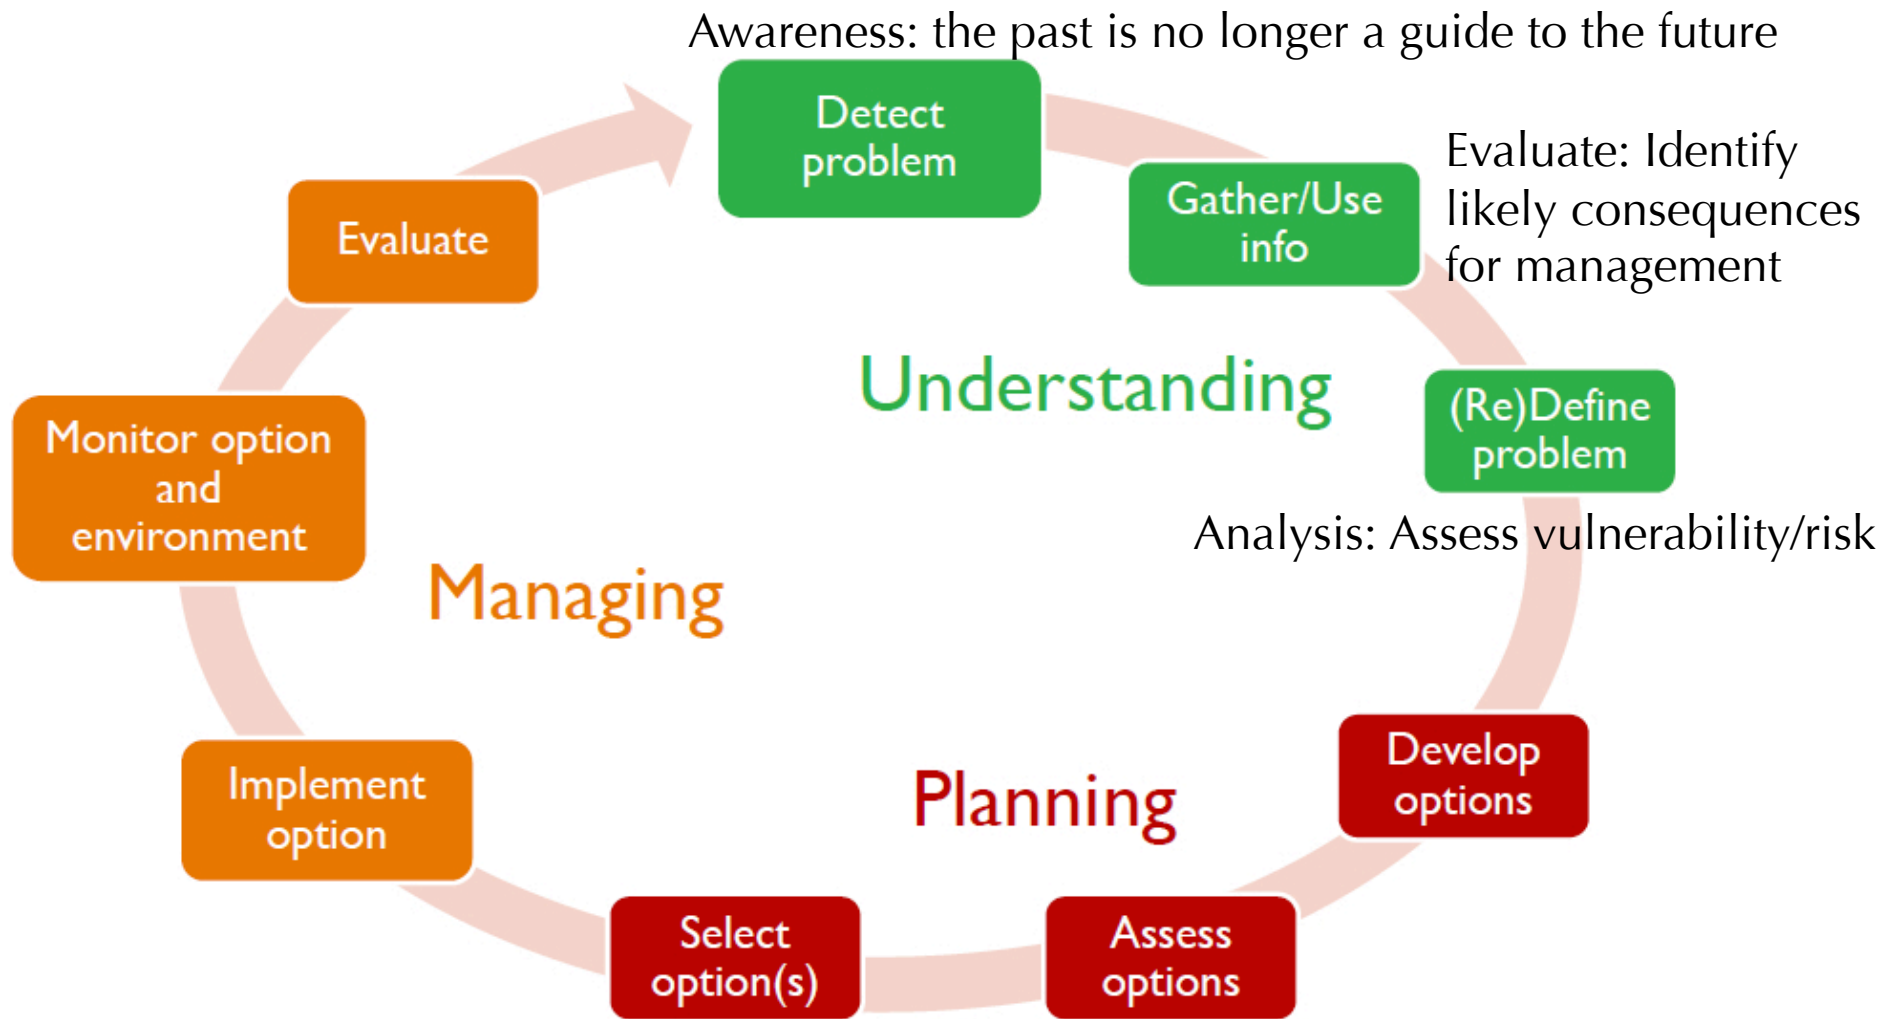 Awareness: the past is no longer a guide to the future
Detect
problem
Gather/Use
info
Evaluate: Identify
likely consequences
for management
Understanding
(Re)Define
problem
Analysis: Assess vulnerability/risk
Planning
Develop
options
Assess
options
Select
option(s)
Managing
Implement
option
Monitor option
and
environment
Evaluate